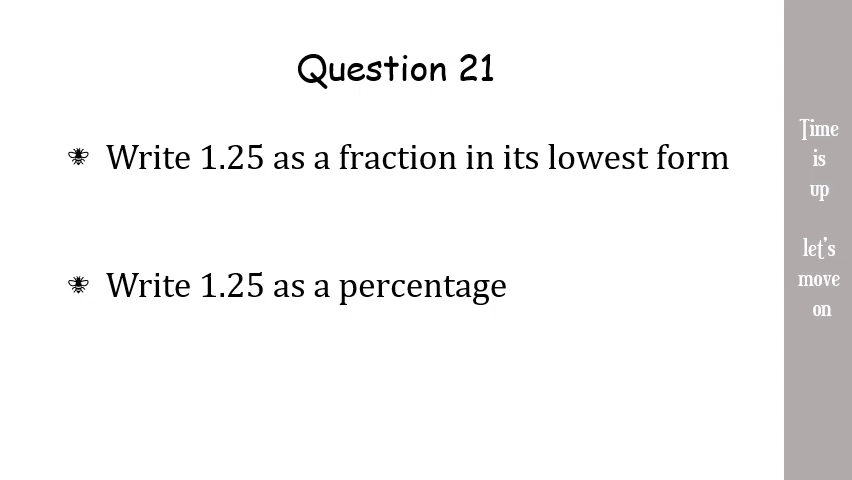 Question 21
Write 1.25 as a fraction in its lowest form
Write 1.25 as a percentage
Time
is
up
let's
move
on